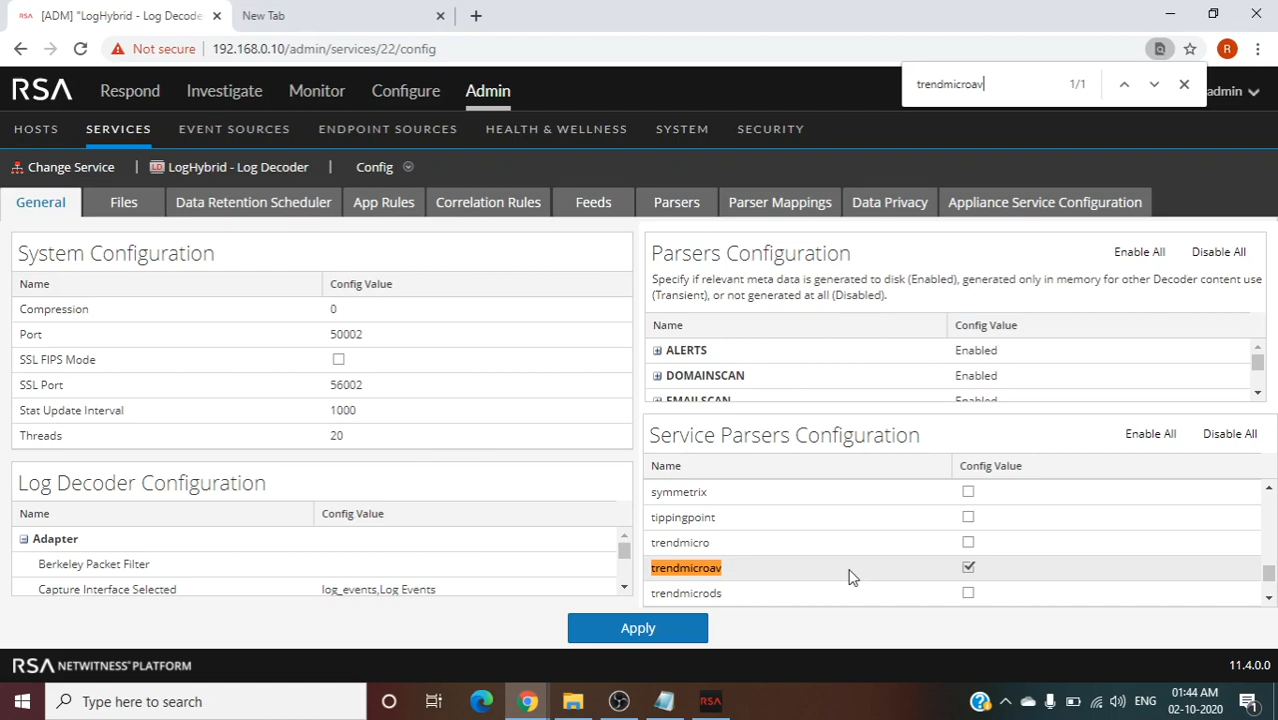 [ADM] "LogHybrid - Log Decode
New Tab
Not secure
192.168.0.10/admin/services/22/config
R
trendmicroav
1/1
RSA
Respond
Investigate
Monitor
Configure
Admin
admin
HOSTS
SERVICES
EVENT SOURCES
ENDPOINT SOURCES
HEALTH & WELLNESS
SYSTEM
SECURITY
Change Service
LD
LogHybrid - Log Decoder
Config
General
Files
Data Retention Scheduler
App Rules
Correlation Rules
Feeds
Parsers
Parser Mappings
Data Privacy
Appliance Service Configuration
System Configuration
Name
Config Value
Compression
0
Port
50002
SSL FIPS Mode
SSL Port
56002
Stat Update Interval
1000
Threads
20
Log Decoder Configuration
Name
Config Value
Adapter
Berkeley Packet Filter
Capture Interface Selected
log_events,Log Events
Parsers Configuration
Enable All
Disable All
Specify if relevant meta data is generated to disk (Enabled), generated only in memory for other Decoder content use
(Transient), or not generated at all (Disabled).
Name
Config Value
ALERTS
Enabled
DOMAINSCAN
Enabled
EMAILSCAN
Enabled
Service Parsers Configuration
Enable All
Disable All
Name
Config Value
symmetrix
tippingpoint
trendmicro
trendmicroav
trendmicrods
Apply
RSA NETWITNESS® PLATFORM
11.4.0.0
Type here to search
RSA
ENG
01:44 AM
02-10-2020
1